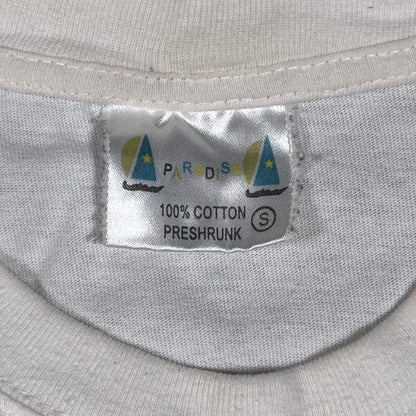 PARADISE
100% COTTON
PRESHRUNK
S